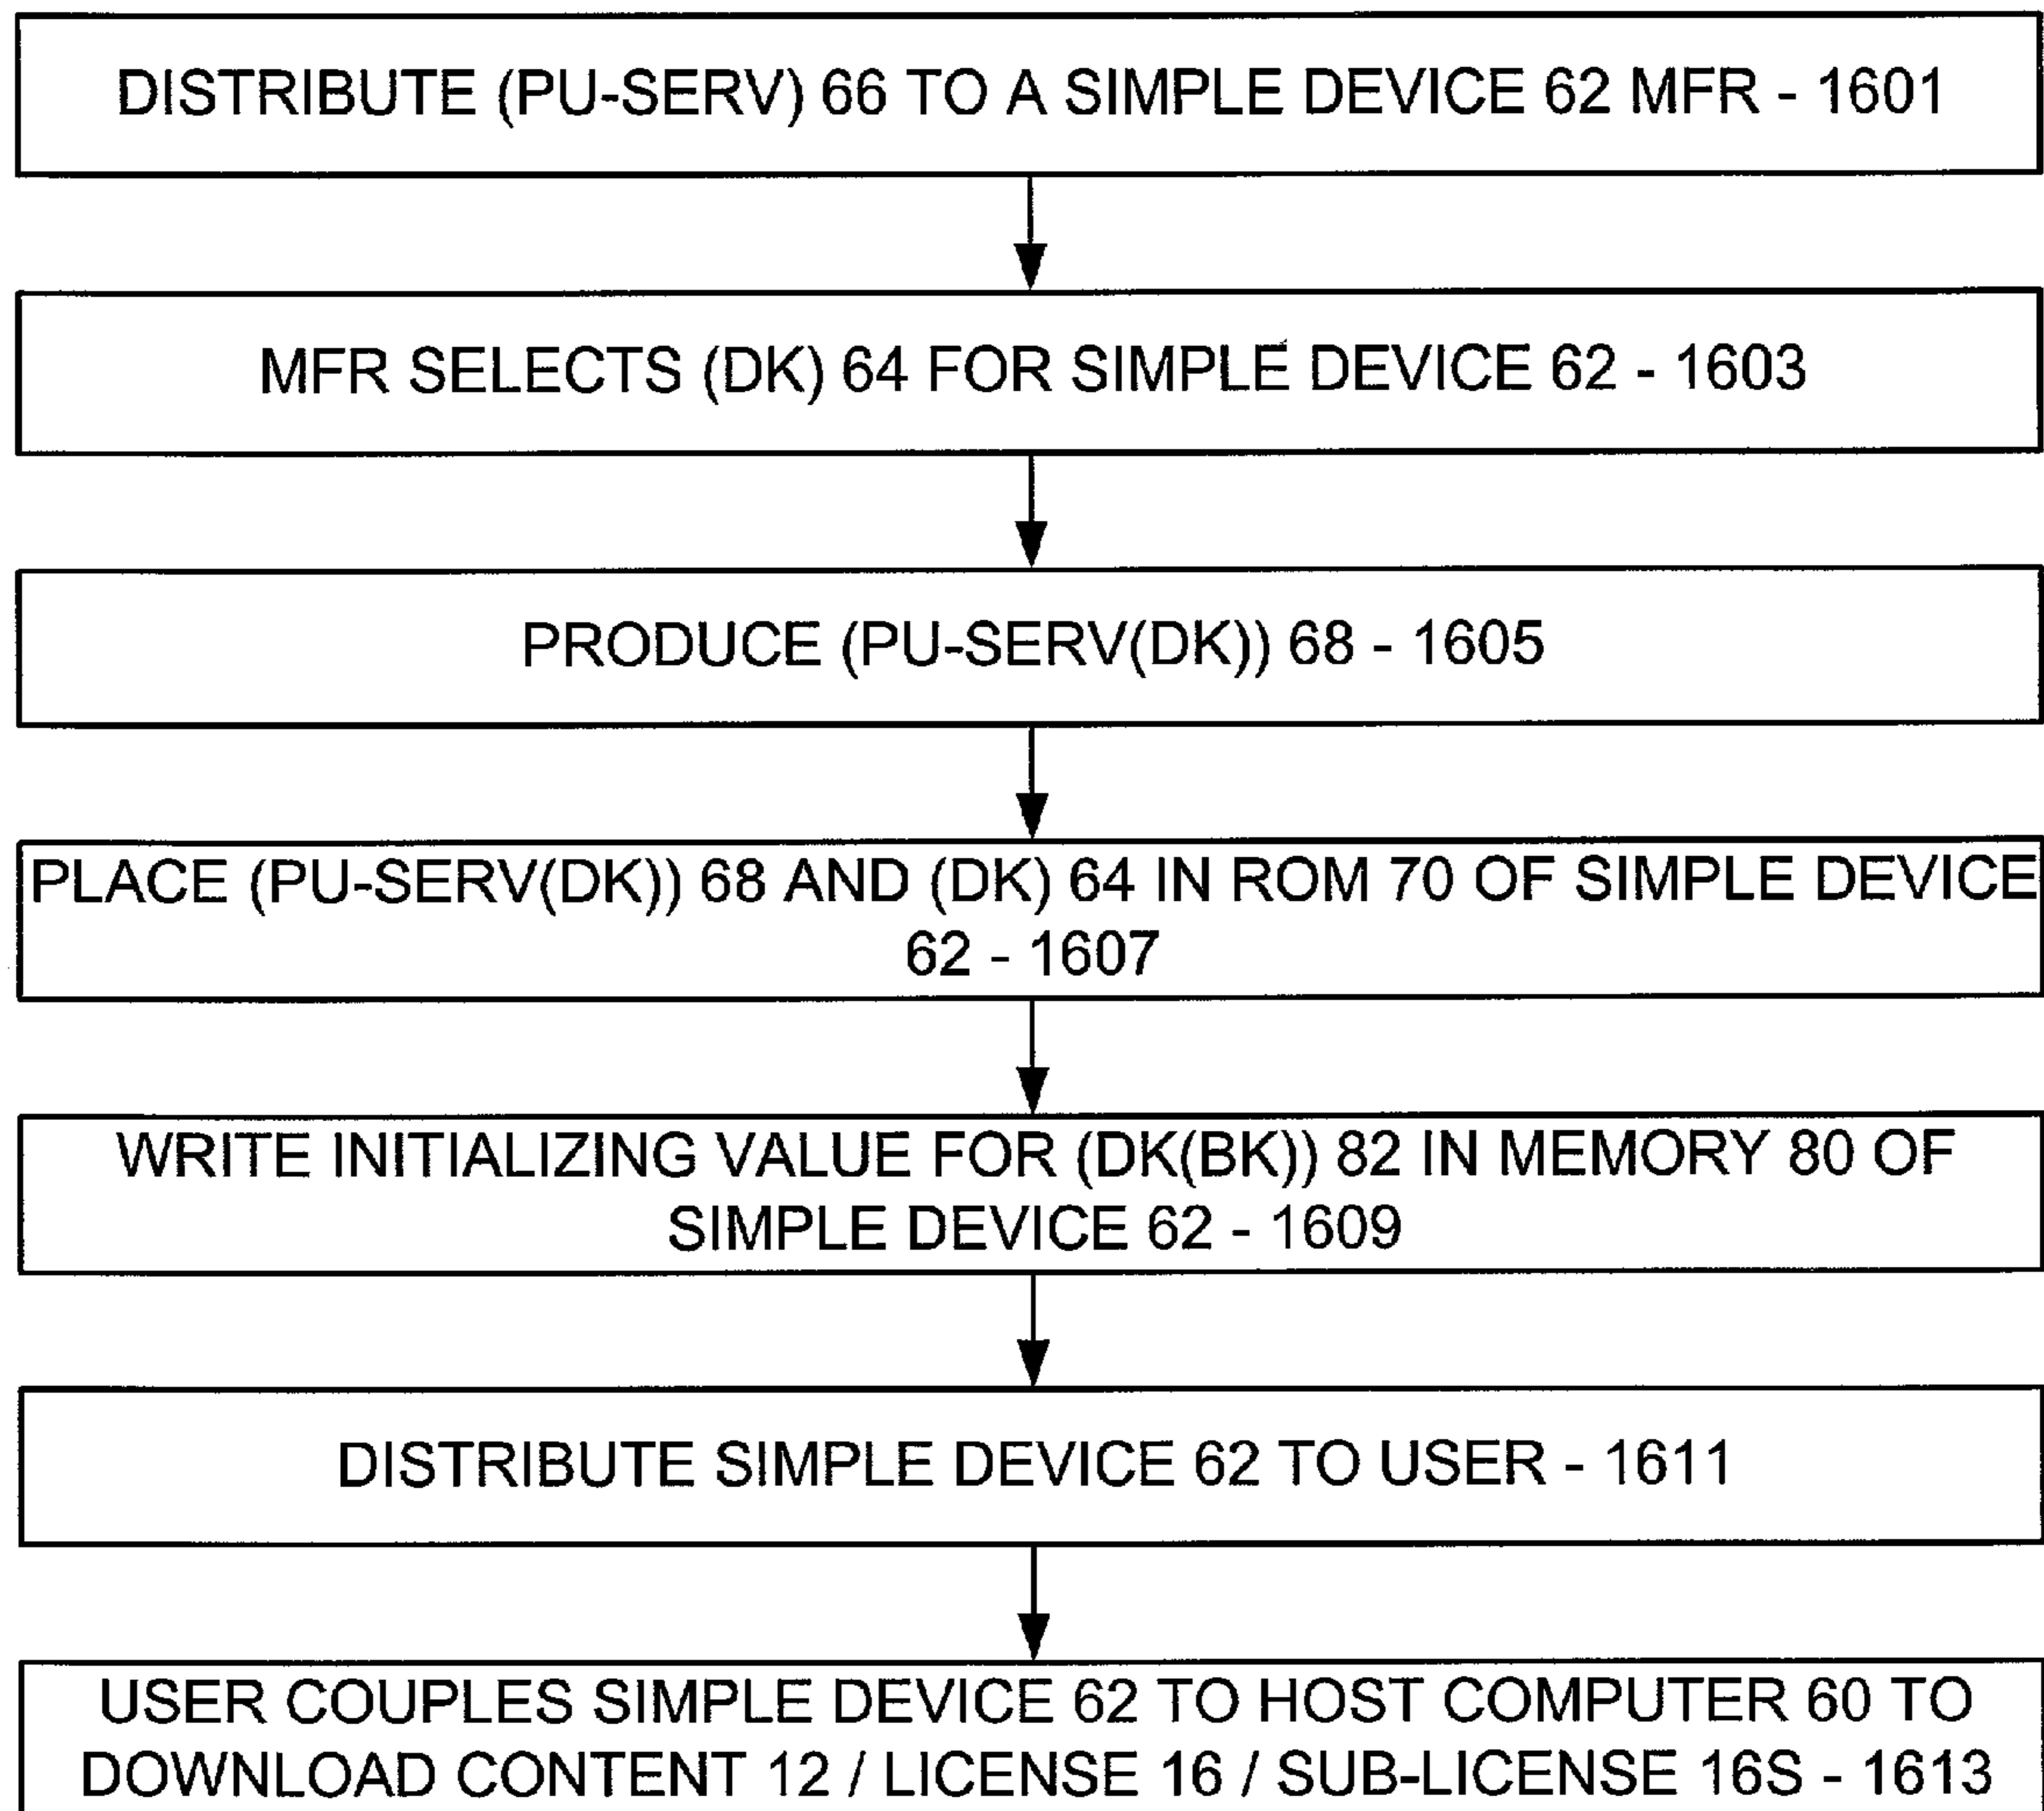 DISTRIBUTE (PU-SERV) 66 TO A SIMPLE DEVICE 62 MFR - 1601
MFR SELECTS (DK) 64 FOR SIMPLE DEVICE 62 - 1603
PRODUCE (PU-SERV(DK)) 68 - 1605
PLACE (PU-SERV(DK)) 68 AND (DK) 64 IN ROM 70 OF SIMPLE DEVICE
62 - 1607
WRITE INITIALIZING VALUE FOR (DK(BK)) 82 IN MEMORY 80 OF
SIMPLE DEVICE 62 - 1609
DISTRIBUTE SIMPLE DEVICE 62 TO USER - 1611
USER COUPLES SIMPLE DEVICE 62 TO HOST COMPUTER 60 TO
DOWNLOAD CONTENT 12 / LICENSE 16 / SUB-LICENSE 16S - 1613